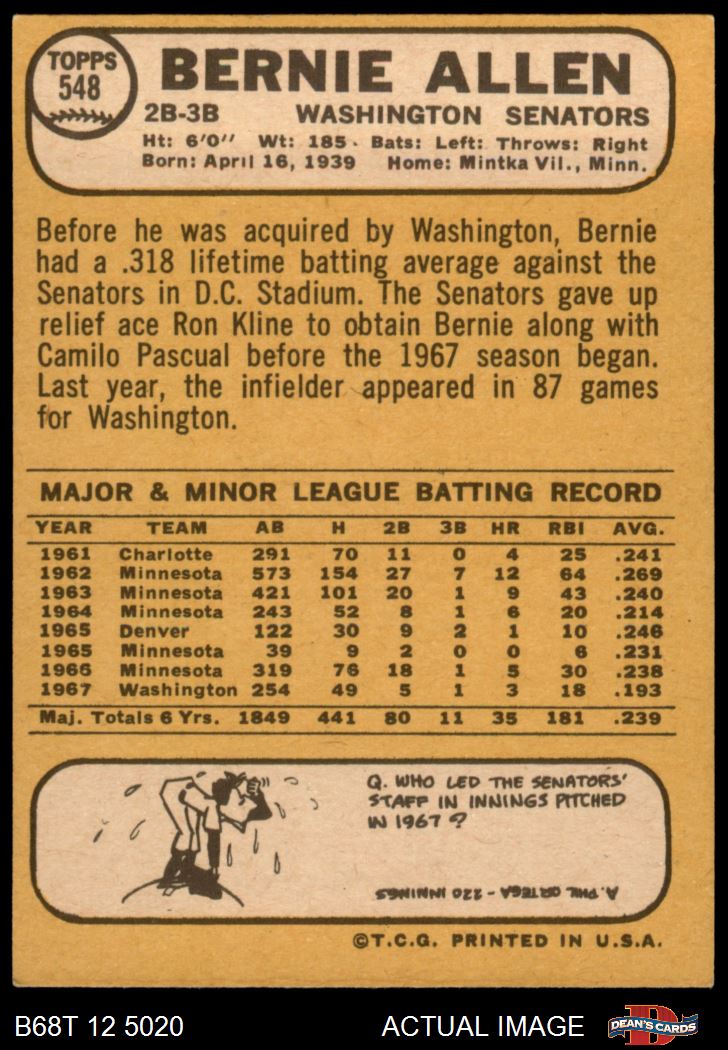 TOPPS
548
BERNIE ALLEN
2B-3B WASHINGTON SENATORS
Ht: 6'0" Wt: 185 Bats: Left: Throws: Right
Born: April 16, 1939 Home: Mintka Vil., Minn.
Before he was acquired by Washington, Bernie
had a .318 lifetime batting average against the
Senators in D.C. Stadium. The Senators gave up
relief ace Ron Kline to obtain Bernie along with
Camilo Pascual before the 1967 season began.
Last year, the infielder appeared in 87 games
for Washington.
MAJOR & MINOR LEAGUE BATTING RECORD
YEAR TEAM AB H 2B 3B HR RBI AVG.
1961 Charlotte 291 70 11 0 4 25 .241
1962 Minnesota 573 154 27 7 12 64 .269
1963 Minnesota 421 101 20 1 9 43 .240
1964 Minnesota 243 52 8 1 6 20 .214
1965 Denver 122 30 9 2 1 10 .246
1965 Minnesota 39 9 2 0 0 6 .231
1966 Minnesota 319 76 18 1 5 30 .238
1967 Washington 254 49 5 1 3 18 .193
Maj. Totals 6 Yrs. 1849 441 80 11 35 181 .239
Q. WHO LED THE SENATORS'
STAFF IN INNINGS PITCHED
IN 1967 ?
A. PHIL ORTEGA - 220 INNINGS
©T.C.G. PRINTED IN U.S.A.
B68T 12 5020 ACTUAL IMAGE DEAN'S CARDS